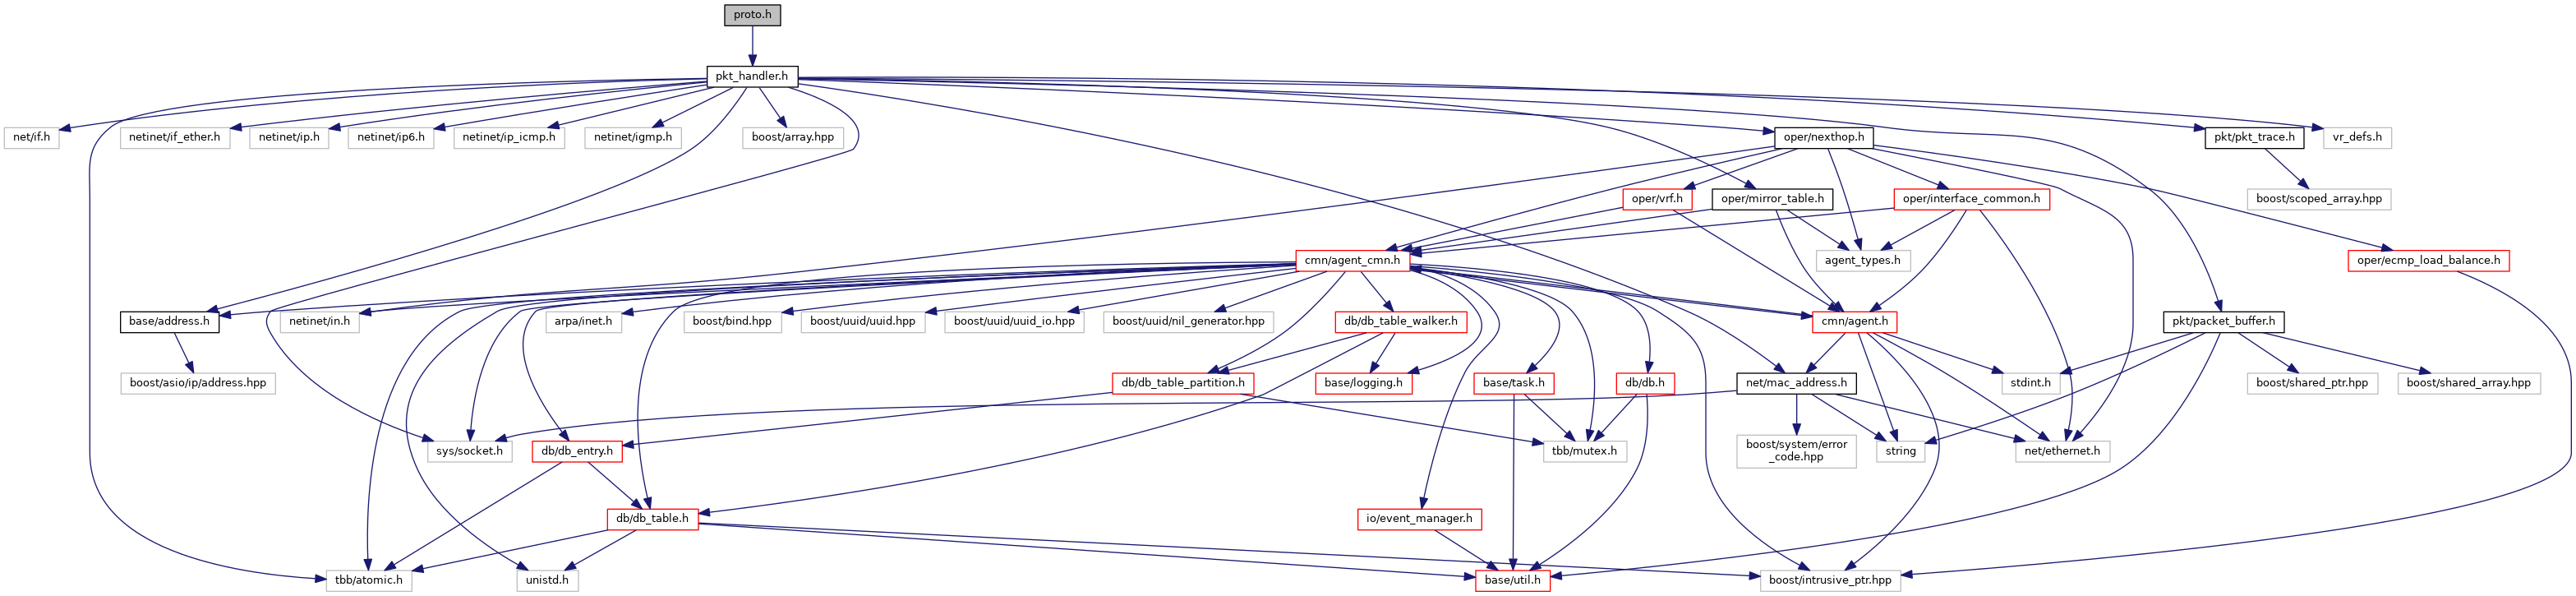 proto.h
pkt_handler.h
net/if.h
netinet/if_ether.h
netinet/ip.h
netinet/ip6.h
netinet/ip_icmp.h
netinet/igmp.h
boost/array.hpp
oper/nexthop.h
pkt/pkt_trace.h
vr_defs.h
oper/vrf.h
oper/mirror_table.h
oper/interface_common.h
boost/scoped_array.hpp
cmn/agent_cmn.h
agent_types.h
oper/ecmp_load_balance.h
base/address.h
netinet/in.h
arpa/inet.h
boost/bind.hpp
boost/uuid/uuid.hpp
boost/uuid/uuid_io.hpp
boost/uuid/nil_generator.hpp
db/db_table_walker.h
cmn/agent.h
pkt/packet_buffer.h
boost/asio/ip/address.hpp
db/db_table_partition.h
base/logging.h
base/task.h
db/db.h
net/mac_address.h
stdint.h
boost/shared_ptr.hpp
boost/shared_array.hpp
sys/socket.h
db/db_entry.h
tbb/mutex.h
boost/system/error
_code.hpp
string
net/ethernet.h
db/db_table.h
io/event_manager.h
tbb/atomic.h
unistd.h
base/util.h
boost/intrusive_ptr.hpp